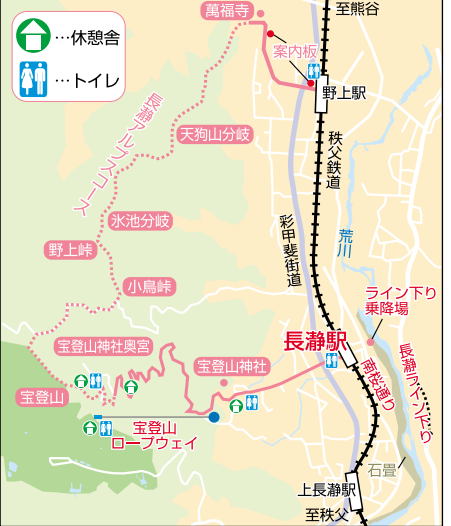 …休憩舎
…トイレ
萬福寺
至熊谷
案内板
野上駅
長瀞アルプスコース
天狗山分岐
秩父鉄道
氷池分岐
彩甲斐街道
荒川
野上峠
小鳥峠
ライン下り
乗降場
長瀞駅
宝登山神社奥宮
宝登山神社
南桜通り
長瀞ライン下り
宝登山
宝登山
ロープウェイ
石畳
上長瀞駅
至秩父